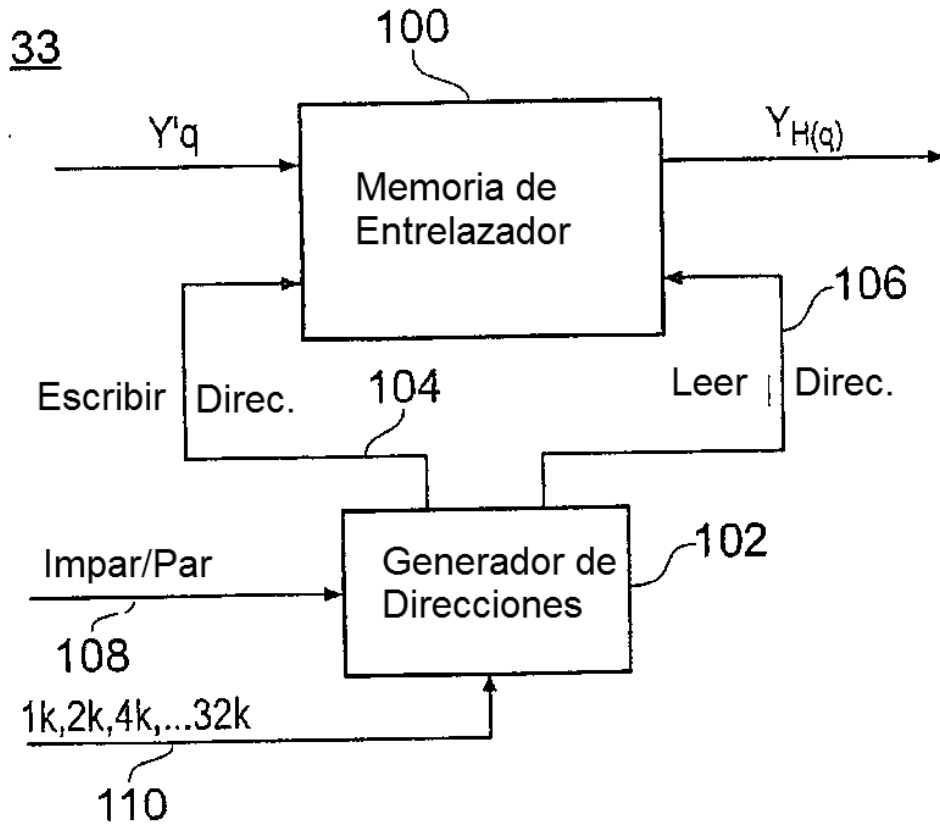 33
100
Y'q
Y_{H(q)}
Memoria de
Entrelazador
106
Escribir Direc.
104
Leer Direc.
102
Impar/Par
Generador de
Direcciones
108
1k,2k,4k,...32k
110